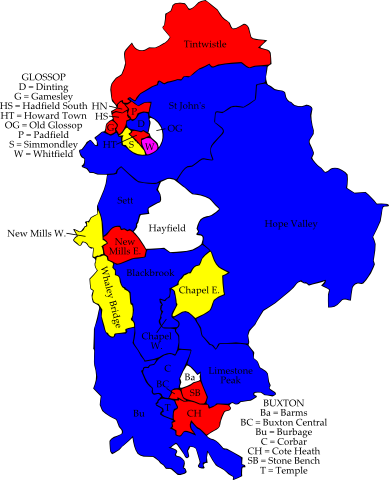 Tintwistle
GLOSSOP
D = Dinting
G = Gamesley
HS = Hadfield South
HT = Howard Town
OG = Old Glossop
P = Padfield
S = Simmondley
W = Whitfield
HN
HS
P
St John's
G
D
OG
HT
S
W
Sett
Hayfield
Hope Valley
New Mills W.
New
Mills E.
Blackbrook
Whaley Bridge
Chapel E.
Chapel
W.
C
BC
Ba
Limestone
Peak
SB
Bu
CH
BUXTON
Ba = Barms
BC = Buxton Central
Bu = Burbage
C = Corbar
CH = Cote Heath
SB = Stone Bench
T = Temple